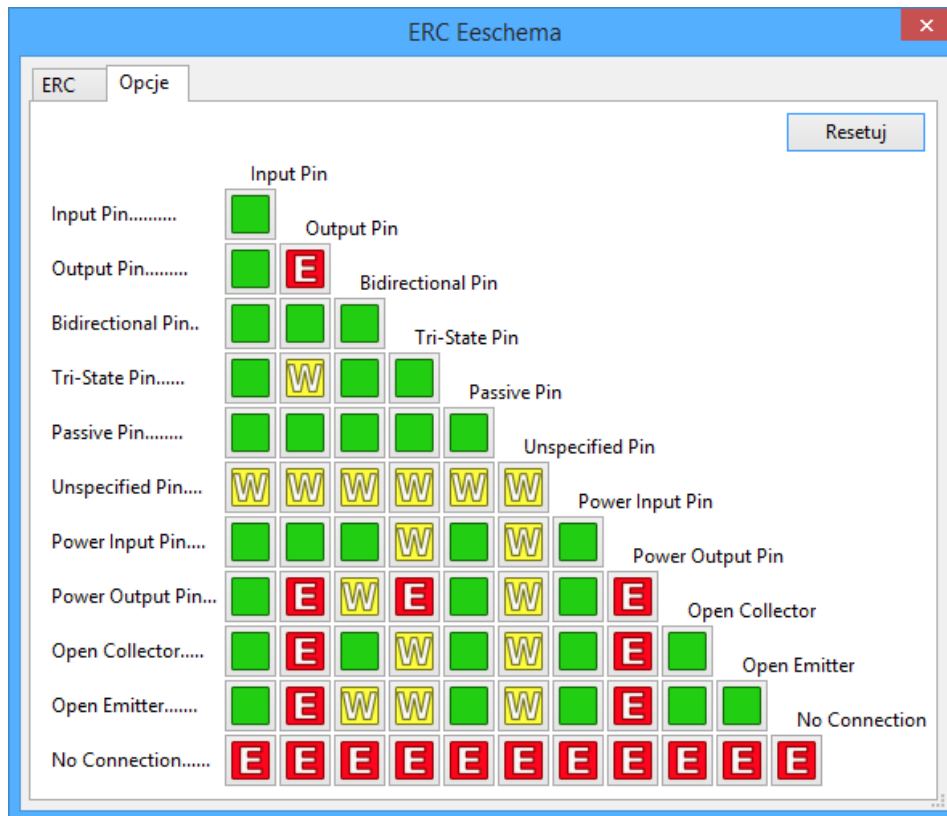 ERC Eeschema
ERC Opcje
Resetuj
Input Pin
Input Pin..........
Output Pin
Output Pin.........
E
Bidirectional Pin
Bidirectional Pin..
Tri-State Pin
Tri-State Pin......
W
Passive Pin
Passive Pin........
Unspecified Pin
Unspecified Pin....
W W W W W W
Power Input Pin
Power Input Pin....
W W
Power Output Pin
Power Output Pin...
E W E W E
Open Collector
Open Collector.....
E W W E
Open Emitter
Open Emitter.......
E W W W E
No Connection
No Connection......
E E E E E E E E E E E